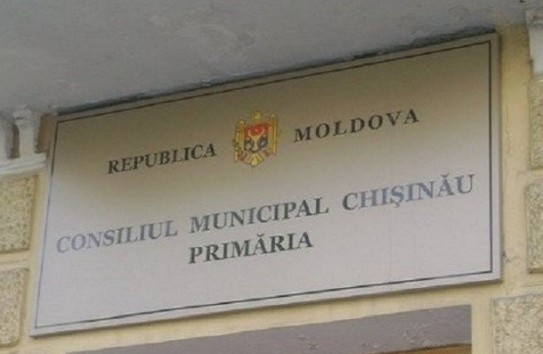 REPUBLICA MOLDOVA
CONSILIUL MUNICIPAL CHIŞINĂU
PRIMĂRIA